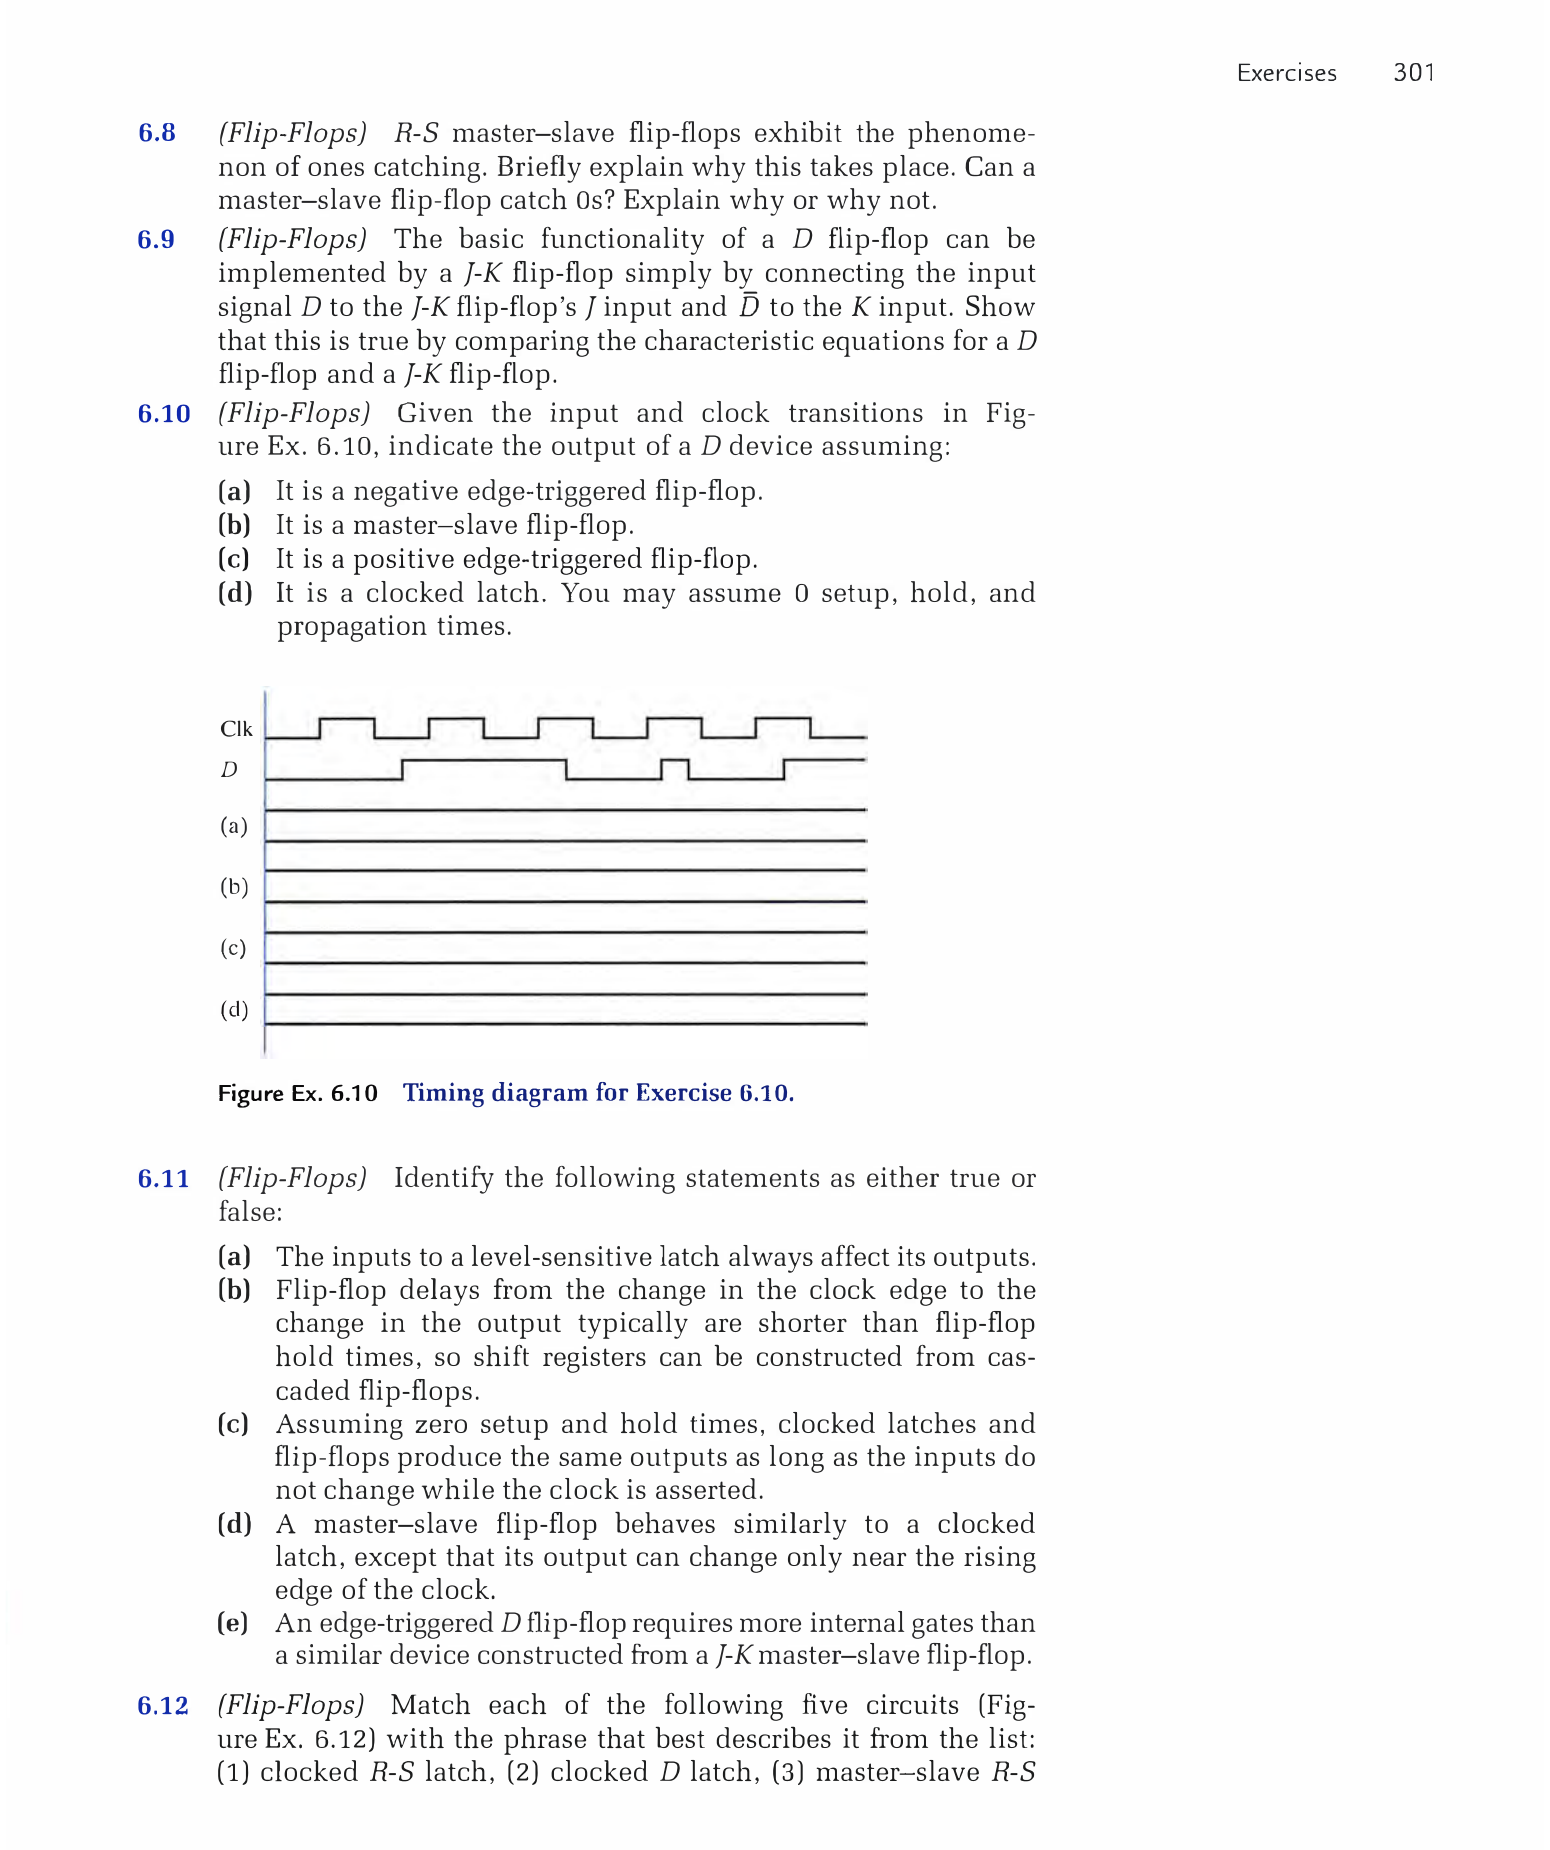 Exercises 301
6.8 (Flip-Flops) R-S master–slave flip-flops exhibit the phenome-
non of ones catching. Briefly explain why this takes place. Can a
master–slave flip-flop catch 0s? Explain why or why not.
6.9 (Flip-Flops) The basic functionality of a D flip-flop can be
implemented by a J-K flip-flop simply by connecting the input
signal D to the J-K flip-flop's J input and D̅ to the K input. Show
that this is true by comparing the characteristic equations for a D
flip-flop and a J-K flip-flop.
6.10 (Flip-Flops) Given the input and clock transitions in Fig-
ure Ex. 6.10, indicate the output of a D device assuming:
(a) It is a negative edge-triggered flip-flop.
(b) It is a master–slave flip-flop.
(c) It is a positive edge-triggered flip-flop.
(d) It is a clocked latch. You may assume 0 setup, hold, and
propagation times.
Clk
D
(a)
(b)
(c)
(d)
Figure Ex. 6.10 Timing diagram for Exercise 6.10.
6.11 (Flip-Flops) Identify the following statements as either true or
false:
(a) The inputs to a level-sensitive latch always affect its outputs.
(b) Flip-flop delays from the change in the clock edge to the
change in the output typically are shorter than flip-flop
hold times, so shift registers can be constructed from cas-
caded flip-flops.
(c) Assuming zero setup and hold times, clocked latches and
flip-flops produce the same outputs as long as the inputs do
not change while the clock is asserted.
(d) A master–slave flip-flop behaves similarly to a clocked
latch, except that its output can change only near the rising
edge of the clock.
(e) An edge-triggered D flip-flop requires more internal gates than
a similar device constructed from a J-K master–slave flip-flop.
6.12 (Flip-Flops) Match each of the following five circuits (Fig-
ure Ex. 6.12) with the phrase that best describes it from the list:
(1) clocked R-S latch, (2) clocked D latch, (3) master–slave R-S